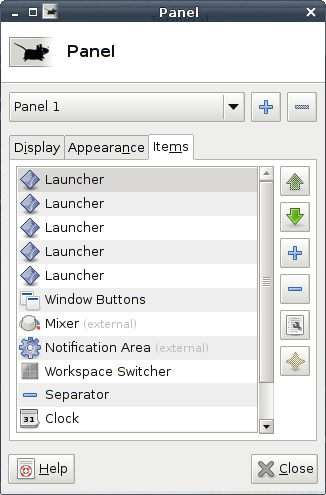 Panel
Panel
Panel 1
Display Appearance Items
Launcher
Launcher
Launcher
Launcher
Launcher
Window Buttons
Mixer (external)
Notification Area (external)
Workspace Switcher
Separator
31 Clock
Help Close